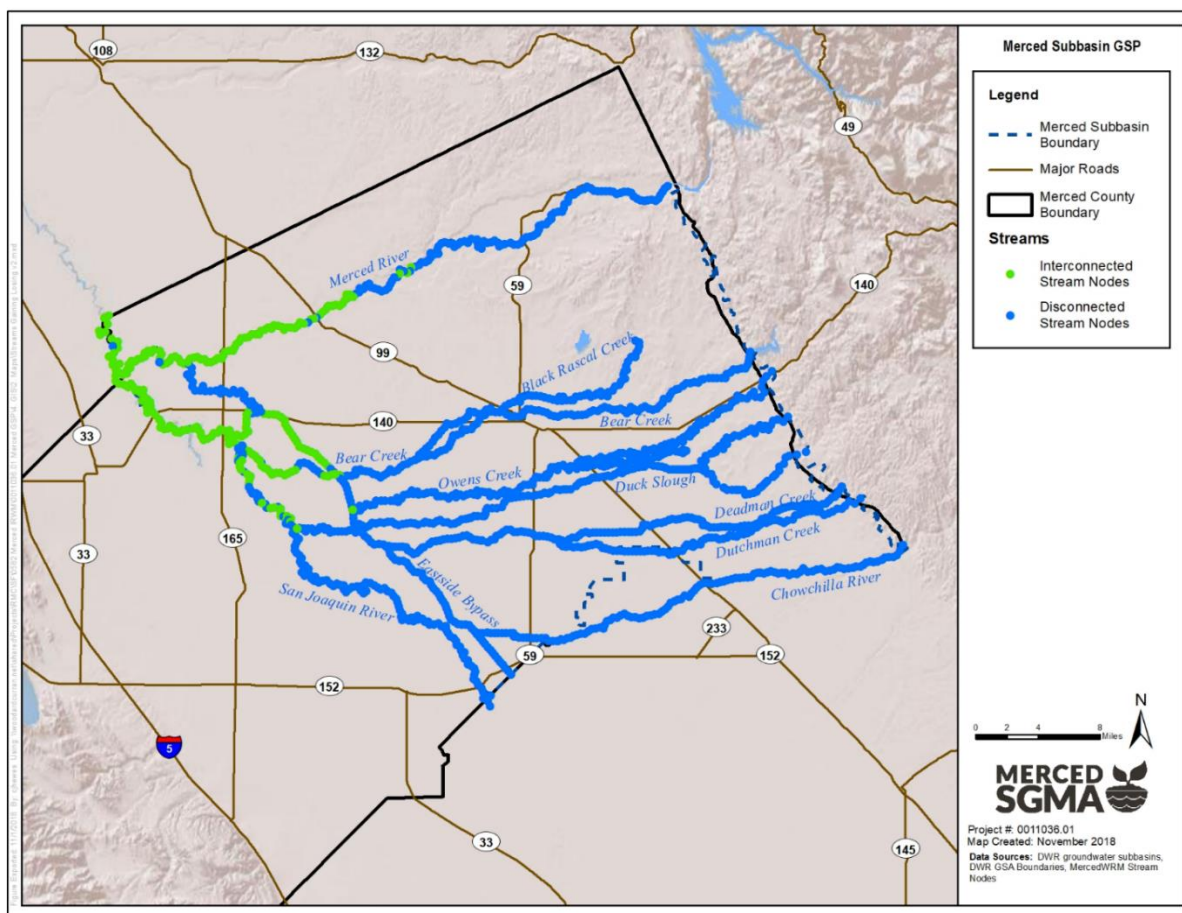 Merced Subbasin GSP
Legend
Merced Subbasin
Boundary
Major Roads
Merced County
Boundary
Streams
Interconnected
Stream Nodes
Disconnected
Stream Nodes
108
132
49
Merced River
59
140
99
Black Rascal Creek
33
140
Bear Creek
Bear Creek
Owens Creek
Duck Slough
Deadman Creek
165
33
Dutchman Creek
Eastside Bypass
San Joaquin River
Chowchilla River
233
59
152
152
5
33
145
N
0 2 4 8
Miles
MERCED
SGMA
Project #: 0011036.01
Map Created: November 2018
Data Sources: DWR groundwater subbasins,
DWR GSA Boundaries, MercedWRM Stream
Nodes